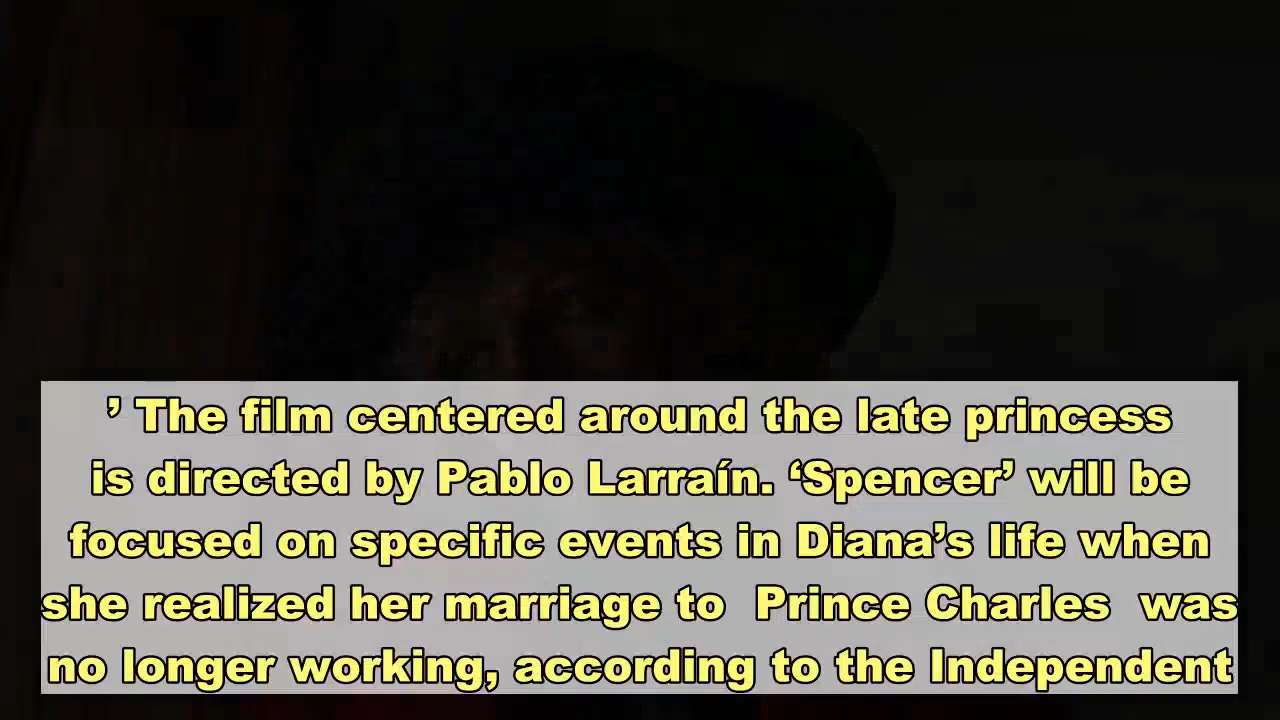 ’ The film centered around the late princess
is directed by Pablo Larraín. ‘Spencer’ will be
focused on specific events in Diana’s life when
she realized her marriage to  Prince Charles  was
no longer working, according to the Independent